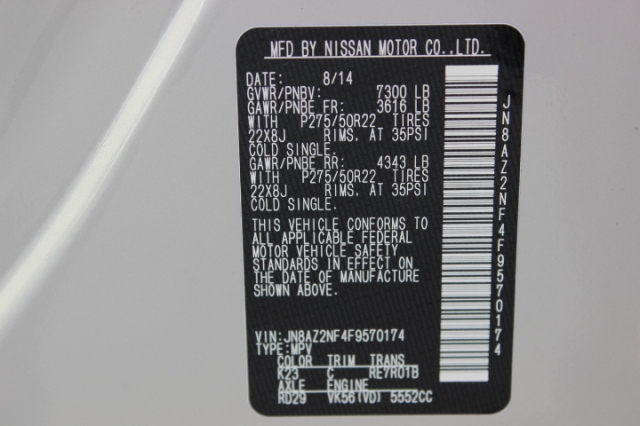 MFD BY NISSAN MOTOR CO.,LTD.
DATE: 8/14
GVWR/PNBV: 7300 LB
GAWR/PNBE FR: 3616 LB
WITH P275/50R22 TIRES
22X8J RIMS. AT 35PSI
COLD SINGLE.
GAWR/PNBE RR: 4343 LB
WITH P275/50R22 TIRES
22X8J RIMS. AT 35PSI
COLD SINGLE.
THIS VEHICLE CONFORMS TO
ALL APPLICABLE FEDERAL
MOTOR VEHICLE SAFETY
STANDARDS IN EFFECT ON
THE DATE OF MANUFACTURE
SHOWN ABOVE.
VIN:JN8AZ2NF4F9570174
TYPE:MPV
COLOR TRIM TRANS
K23 C RE7R01B
AXLE ENGINE
RD29 VK56(VD) 5552CC
JN8AZ2NF4F9570174